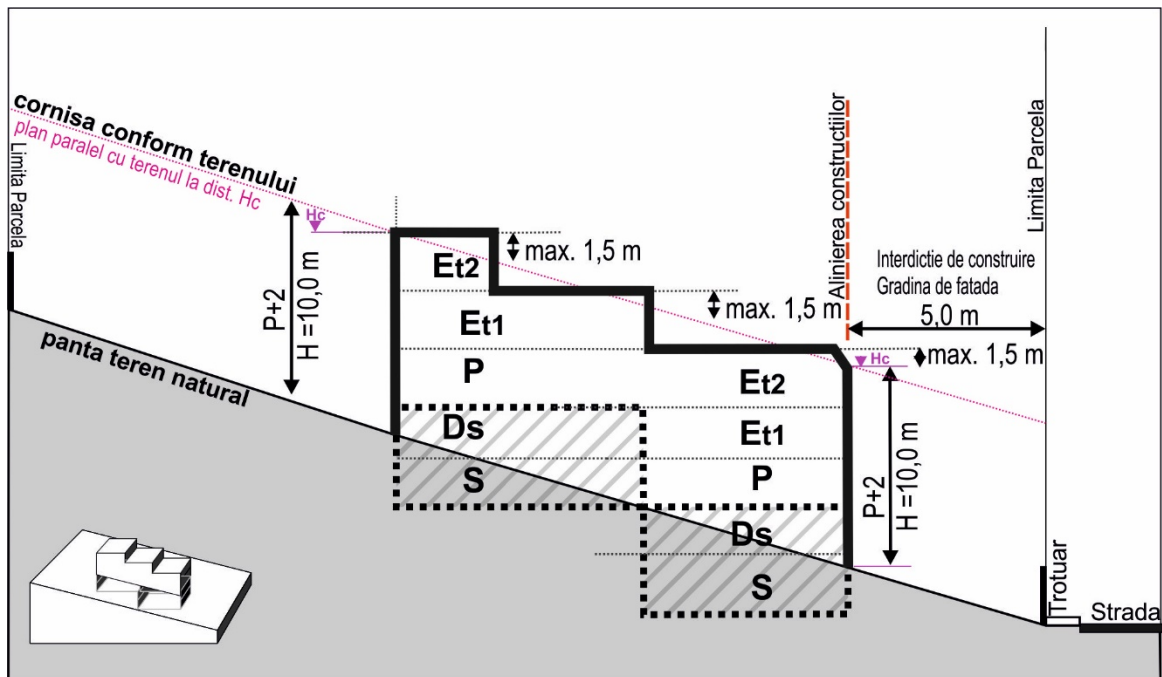 cornisa conform terenului
plan paralel cu terenul la dist. Hc
Limita Parcela
Hc
P+2
H =10,0 m
panta teren natural
Et2
max. 1,5 m
Et1
P
Ds
S
max. 1,5 m
Et2
Et1
P
Ds
S
Alinierea constructiilor
Interdictie de construire
Gradina de fatada
5,0 m
max. 1,5 m
Hc
P+2
H =10,0 m
Limita Parcela
Trotuar
Strada